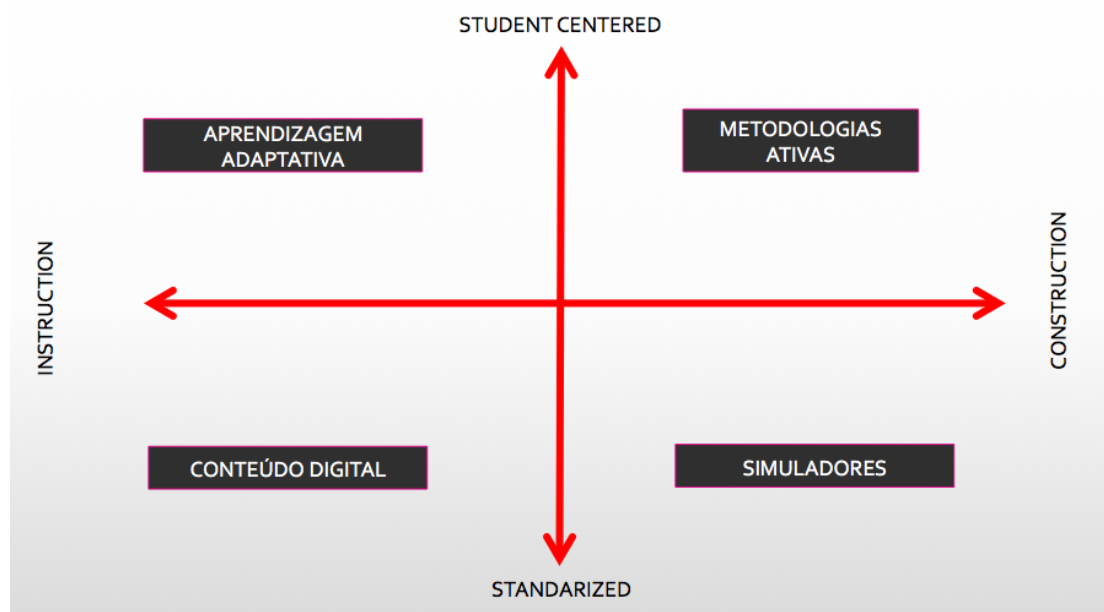 STUDENT CENTERED
APRENDIZAGEM
ADAPTATIVA
METODOLOGIAS
ATIVAS
INSTRUCTION
CONSTRUCTION
CONTEÚDO DIGITAL
SIMULADORES
STANDARIZED